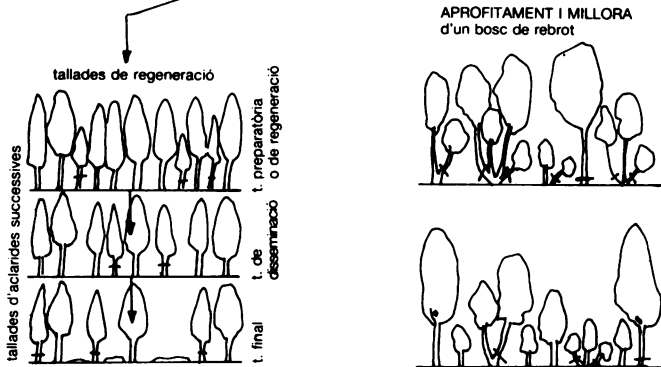 tallades de regeneració
tallades d'aclarides successives
t. preparatòria
o de regeneració
t. de
disseminació
t. final
APROFITAMENT I MILLORA
d'un bosc de rebrot